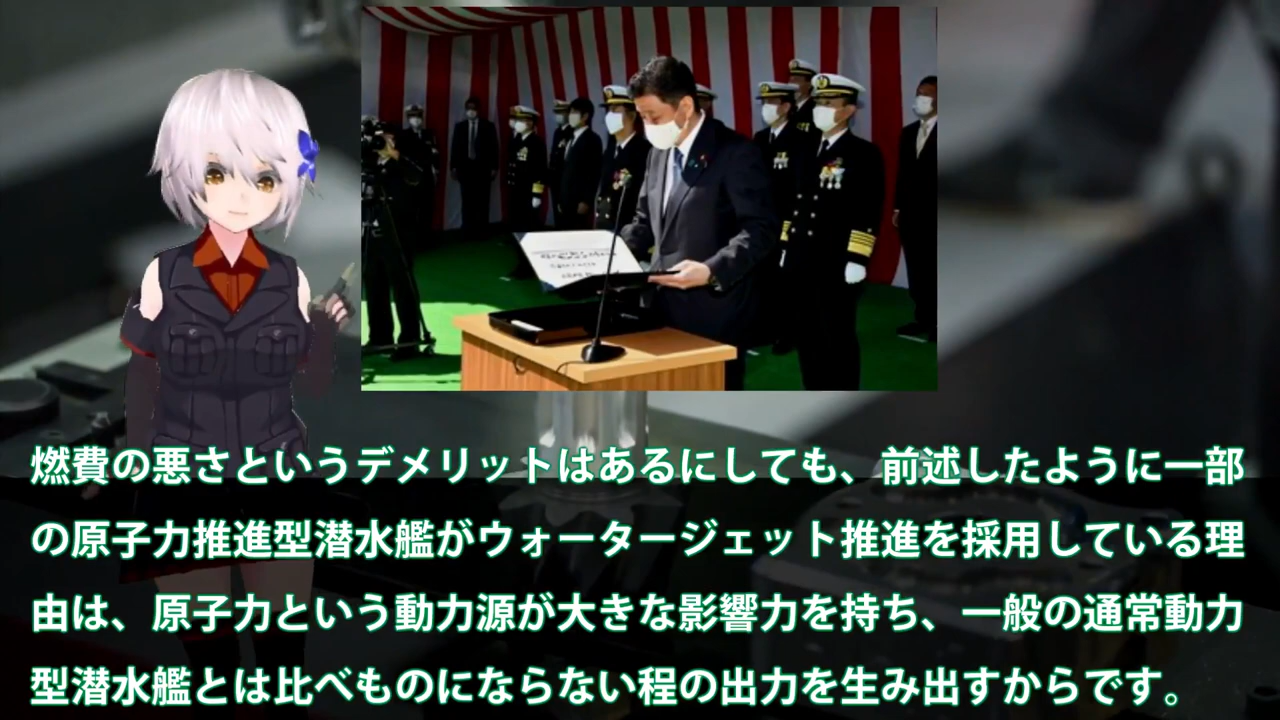 燃費の悪さというデメリットはあるにしても、前述したように一部
の原子力推進型潜水艦がウォータージェット推進を採用している理
由は、原子力という動力源が大きな影響力を持ち、一般の通常動力
型潜水艦とは比べものにならない程の出力を生み出すからです。